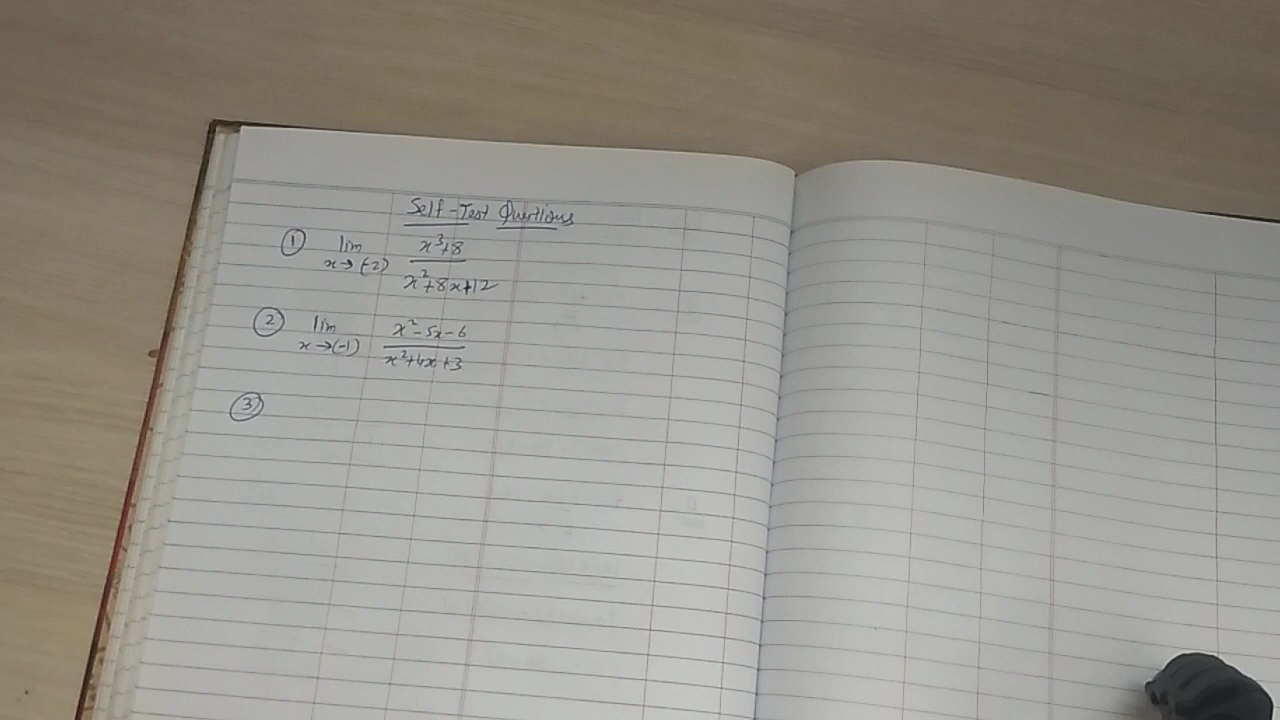 Self-Test Questions
① lim x→(-2) x³+8 / x²+8x+12
② lim x→(-1) x²-5x-6 / x²+4x+3
③